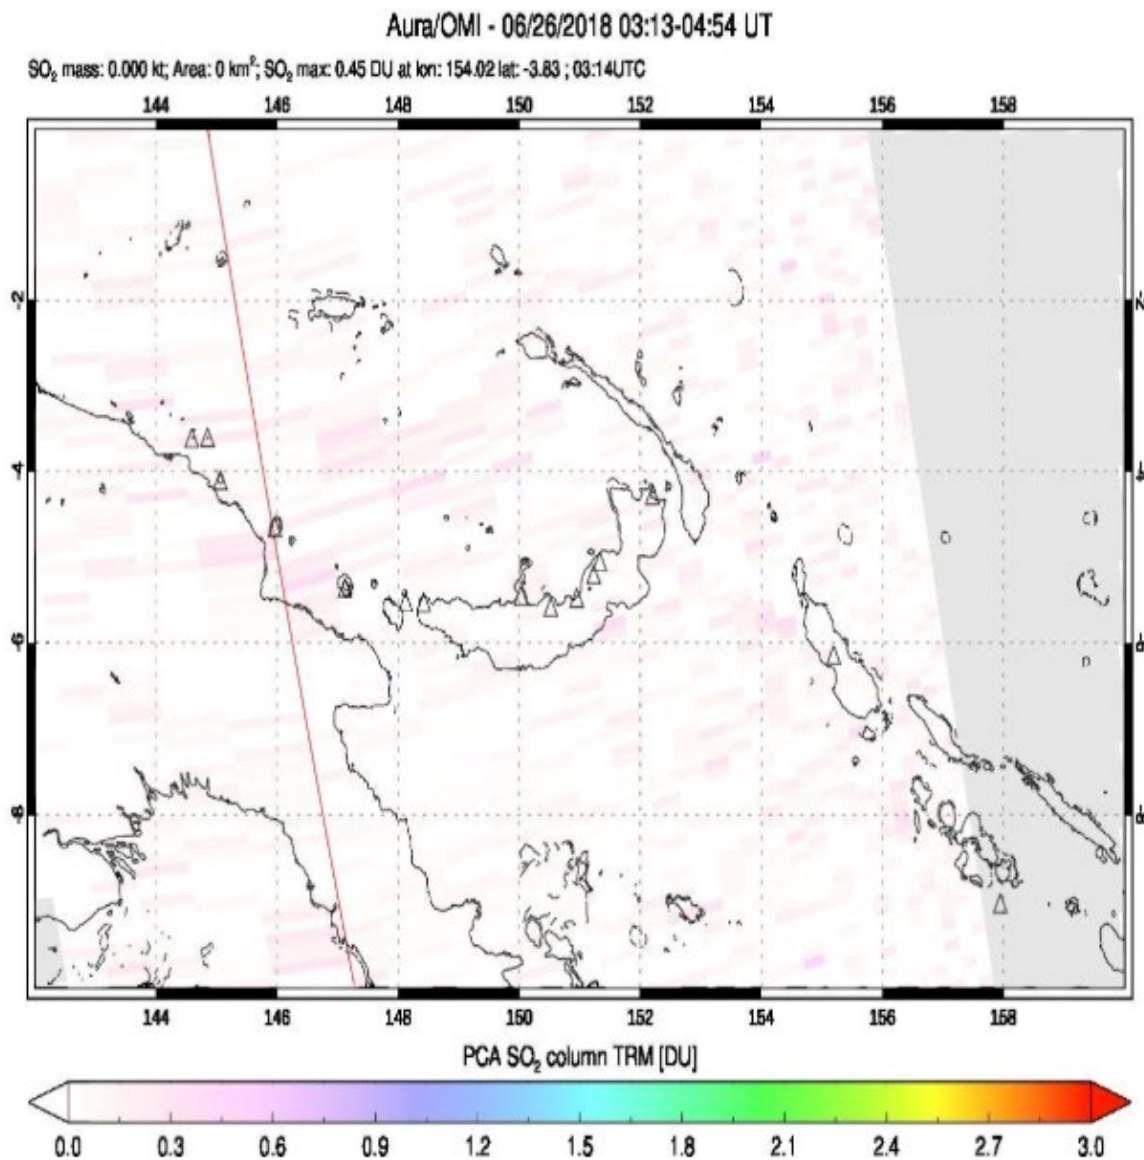 Aura/OMI - 06/26/2018 03:13-04:54 UT
SO₂ mass: 0.000 kt; Area: 0 km²; SO₂ max: 0.45 DU at lon: 154.02 lat: -3.83 ; 03:14UTC
144 146 148 150 152 154 156 158
-2 -2
-4 -4
-6 -6
-8 -8
144 146 148 150 152 154 156 158
PCA SO₂ column TRM [DU]
0.0 0.3 0.6 0.9 1.2 1.5 1.8 2.1 2.4 2.7 3.0